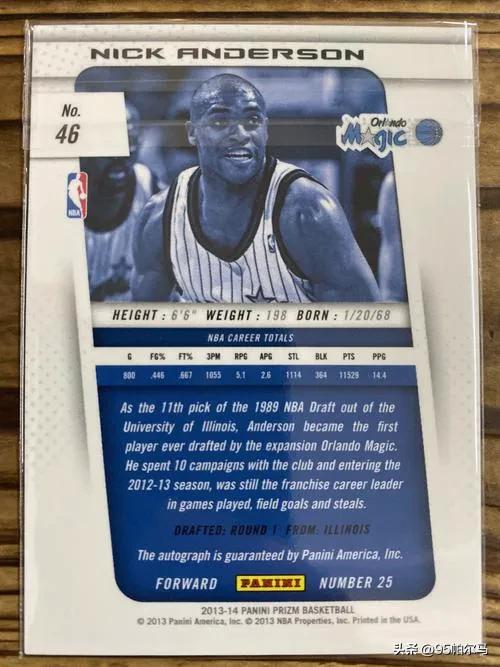 NICK ANDERSON
No.
46
Orlando
Magic
NBA
HEIGHT : 6'6" WEIGHT : 198 BORN : 1/20/68
NBA CAREER TOTALS
G FG% FT% 3PM RPG APG STL BLK PTS PPG
800 .446 .667 1055 5.1 2.6 1114 364 11529 14.4
As the 11th pick of the 1989 NBA Draft out of the
University of Illinois, Anderson became the first
player ever drafted by the expansion Orlando Magic.
He spent 10 campaigns with the club and entering the
2012-13 season, was still the franchise career leader
in games played, field goals and steals.
DRAFTED: ROUND 1 FROM: ILLINOIS
The autograph is guaranteed by Panini America, Inc.
FORWARD PANINI NUMBER 25
2013-14 PANINI PRIZM BASKETBALL
© 2013 Panini America, Inc. © 2013 NBA Properties, Inc. Printed in the USA.
头条 @95帕尔马